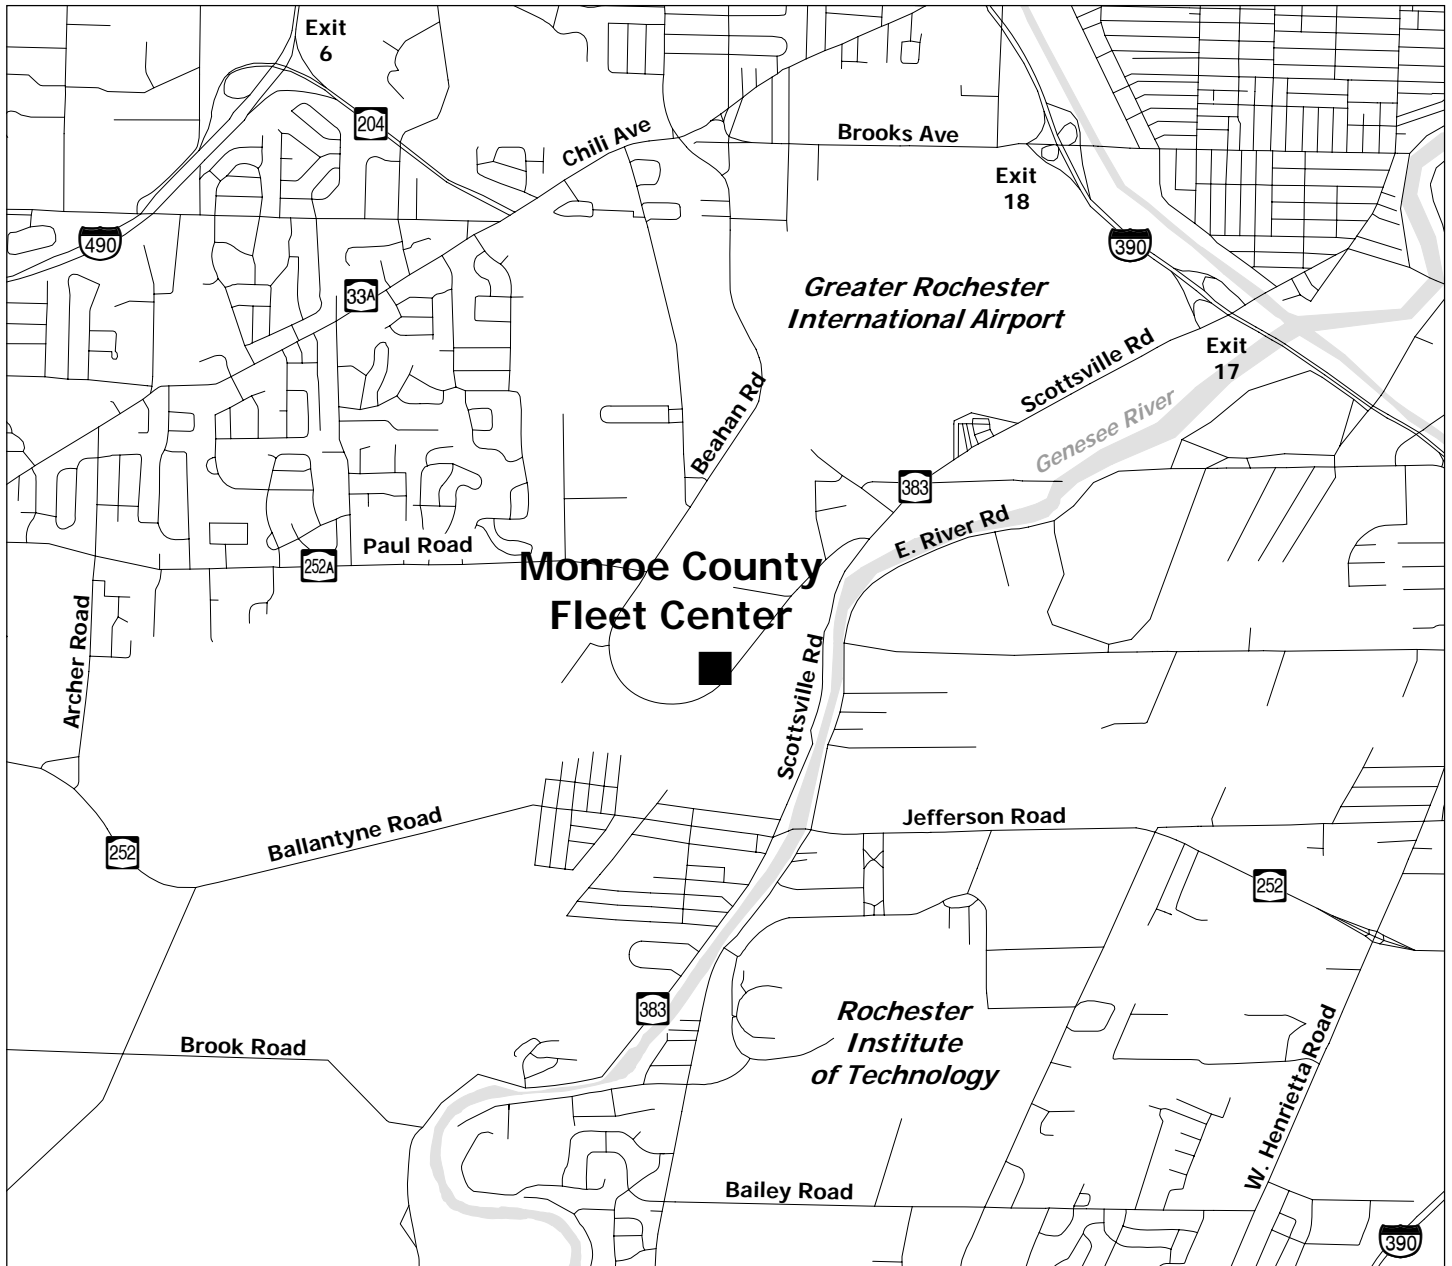 Exit
6
204
Chili Ave
Brooks Ave
Exit
18
490
390
33A
Greater Rochester
International Airport
Scottsville Rd
Exit
17
Beahan Rd
Genesee River
383
E. River Rd
Paul Road
252A
Monroe County
Fleet Center
Archer Road
Scottsville Rd
Jefferson Road
Ballantyne Road
252
252
383
Rochester
Institute
of Technology
Brook Road
W. Henrietta Road
Bailey Road
390